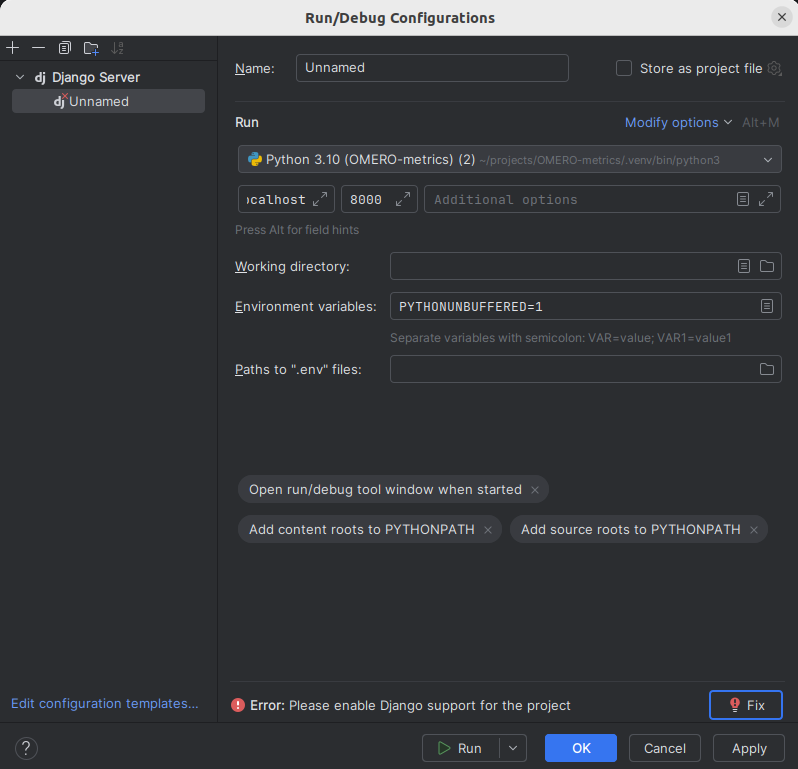 Run/Debug Configurations
Django Server
Unnamed
Name:
Unnamed
Store as project file
Run
Modify options
Alt+M
Python 3.10 (OMERO-metrics) (2) ~/projects/OMERO-metrics/.venv/bin/python3
ocalhost
8000
Additional options
Press Alt for field hints
Working directory:
Environment variables:
PYTHONUNBUFFERED=1
Separate variables with semicolon: VAR=value; VAR1=value1
Paths to ".env" files:
Open run/debug tool window when started
Add content roots to PYTHONPATH
Add source roots to PYTHONPATH
Edit configuration templates...
Error: Please enable Django support for the project
Fix
?
Run
OK
Cancel
Apply